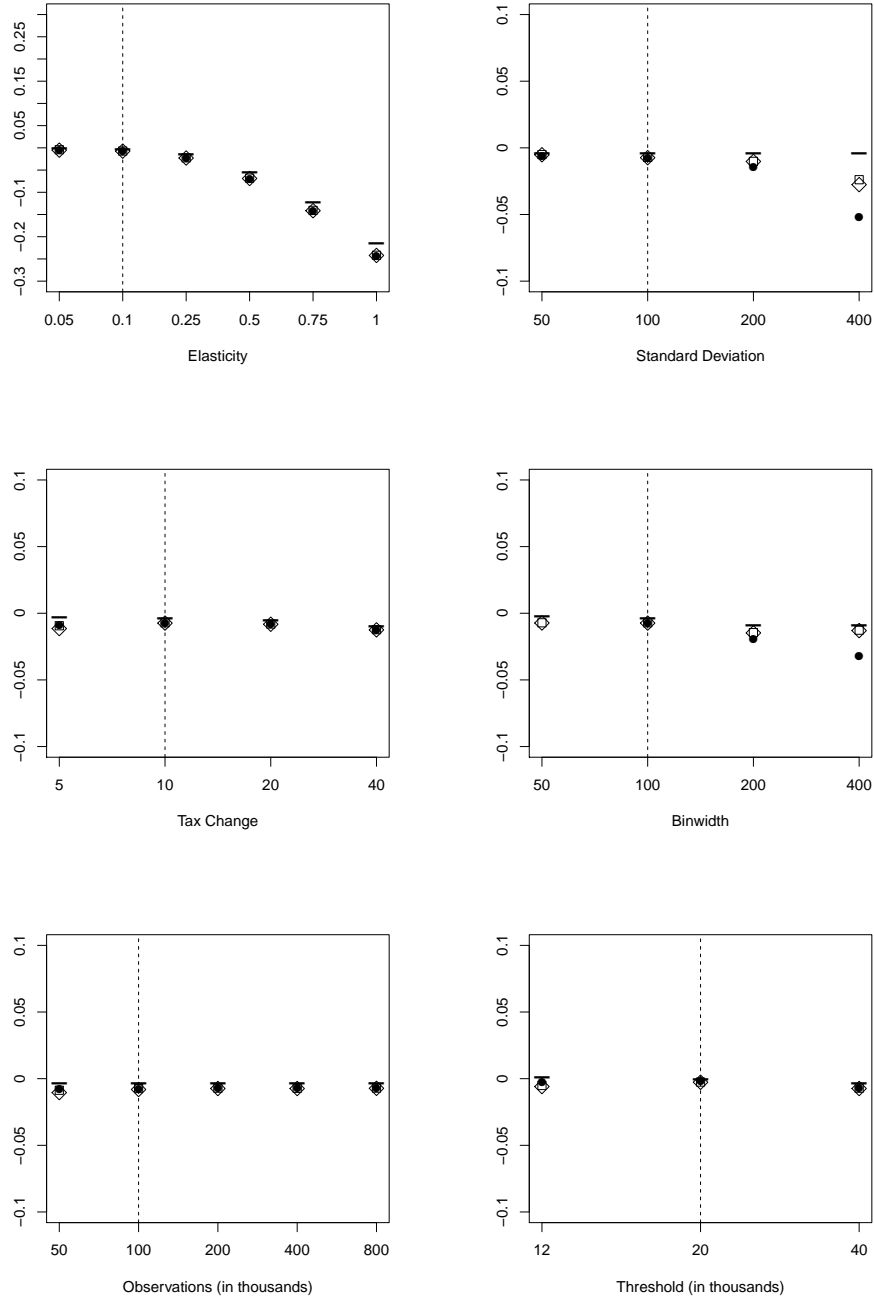 0.25
0.15
0.05
−0.1
−0.2
−0.3
0.05 0.1 0.25 0.5 0.75 1
Elasticity
0.1
0.05
0
−0.05
−0.1
50 100 200 400
Standard Deviation
0.1
0.05
0
−0.05
−0.1
5 10 20 40
Tax Change
0.1
0.05
0
−0.05
−0.1
50 100 200 400
Binwidth
0.1
0.05
0
−0.05
−0.1
50 100 200 400 800
Observations (in thousands)
0.1
0.05
0
−0.05
−0.1
12 20 40
Threshold (in thousands)